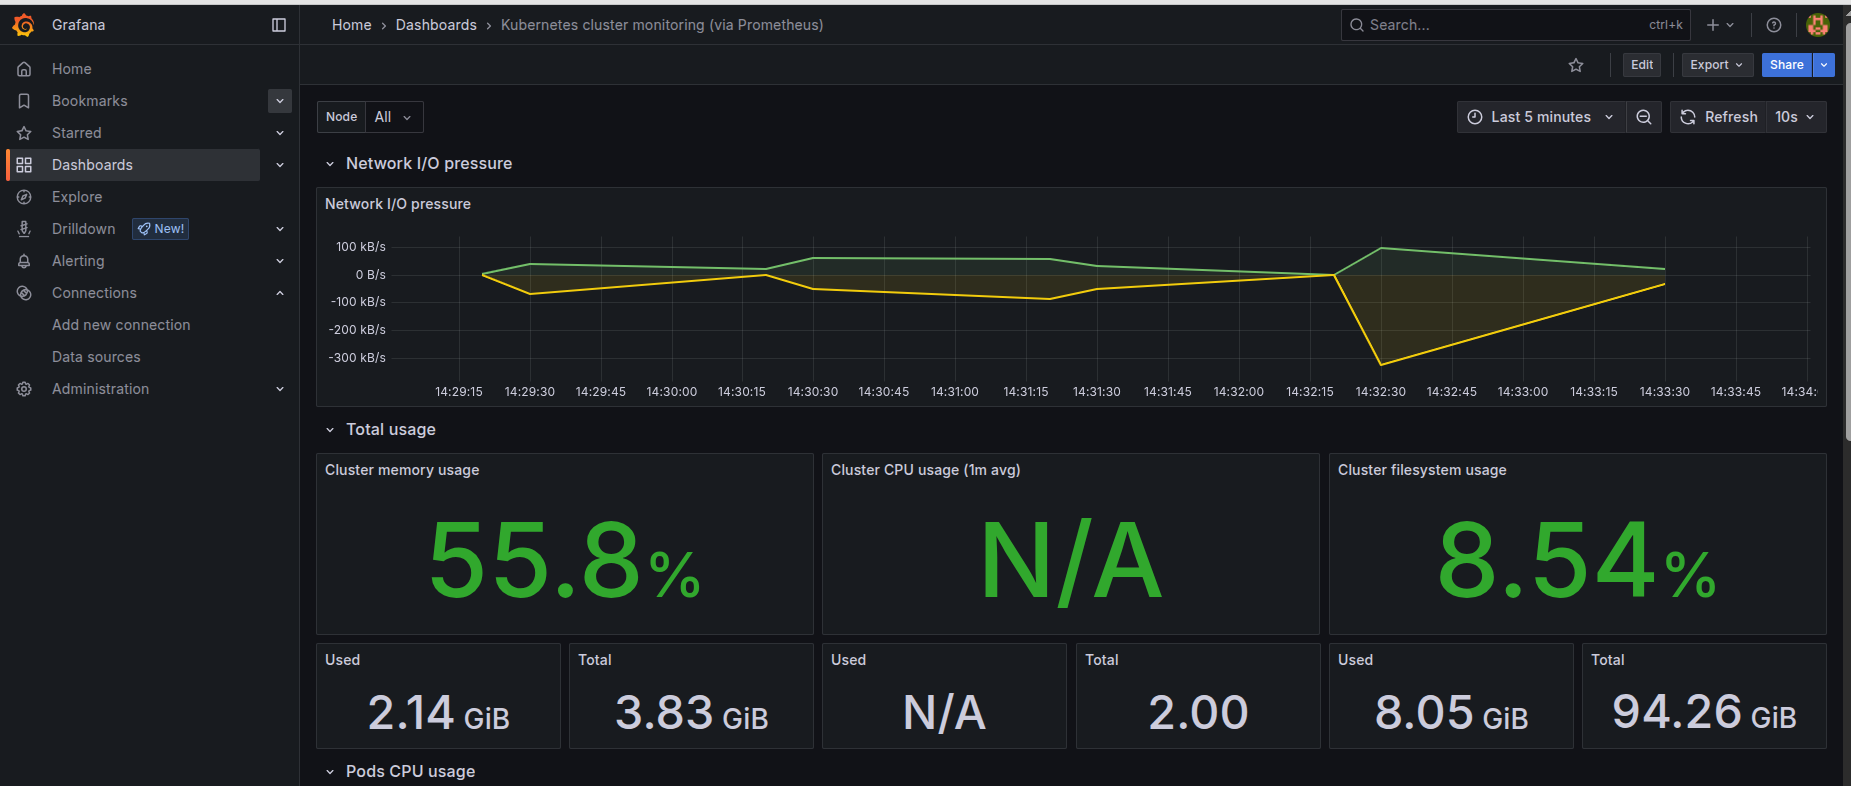 Grafana
Home › Dashboards › Kubernetes cluster monitoring (via Prometheus)
Search... ctrl+k
Edit Export Share
Home
Bookmarks
Starred
Dashboards
Explore
Drilldown New!
Alerting
Connections
Add new connection
Data sources
Administration
Node All
Last 5 minutes Refresh 10s
Network I/O pressure
Network I/O pressure
100 kB/s
0 B/s
-100 kB/s
-200 kB/s
-300 kB/s
14:29:15 14:29:30 14:29:45 14:30:00 14:30:15 14:30:30 14:30:45 14:31:00 14:31:15 14:31:30 14:31:45 14:32:00 14:32:15 14:32:30 14:32:45 14:33:00 14:33:15 14:33:30 14:33:45 14:34:
Total usage
Cluster memory usage
55.8%
Cluster CPU usage (1m avg)
N/A
Cluster filesystem usage
8.54%
Used
2.14 GiB
Total
3.83 GiB
Used
N/A
Total
2.00
Used
8.05 GiB
Total
94.26 GiB
Pods CPU usage